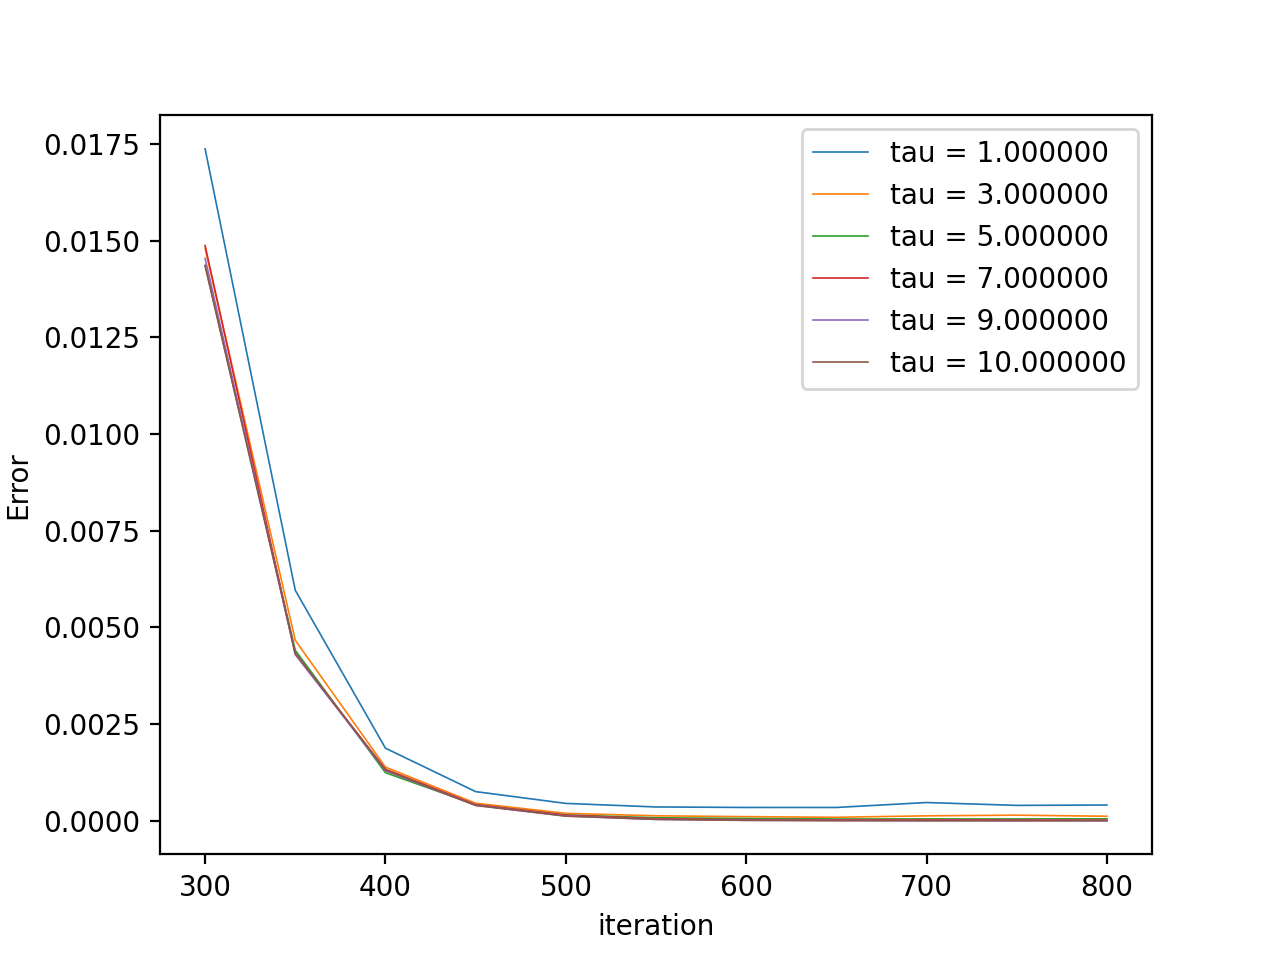 0.0175
0.0150
0.0125
0.0100
0.0075
0.0050
0.0025
0.0000
Error
300 400 500 600 700 800
iteration
tau = 1.000000
tau = 3.000000
tau = 5.000000
tau = 7.000000
tau = 9.000000
tau = 10.000000